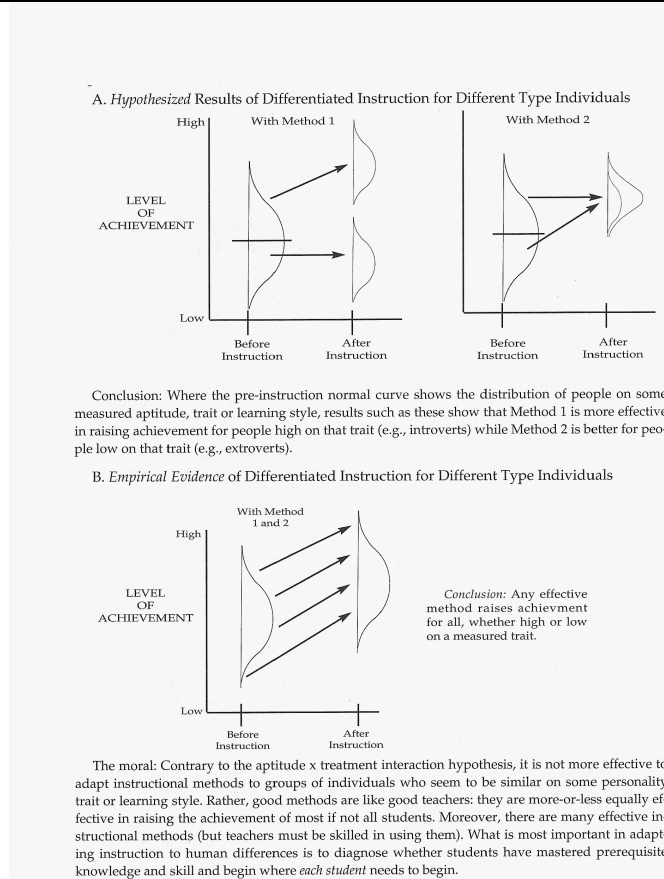 A. Hypothesized Results of Differentiated Instruction for Different Type Individuals
High
With Method 1
LEVEL
OF
ACHIEVEMENT
Low
Before
Instruction
After
Instruction
With Method 2
Before
Instruction
After
Instruction
Conclusion: Where the pre-instruction normal curve shows the distribution of people on some
measured aptitude, trait or learning style, results such as these show that Method 1 is more effective
in raising achievement for people high on that trait (e.g., introverts) while Method 2 is better for peo-
ple low on that trait (e.g., extroverts).
B. Empirical Evidence of Differentiated Instruction for Different Type Individuals
With Method
1 and 2
High
LEVEL
OF
ACHIEVEMENT
Low
Before
Instruction
After
Instruction
Conclusion: Any effective
method raises achievment
for all, whether high or low
on a measured trait.
The moral: Contrary to the aptitude x treatment interaction hypothesis, it is not more effective to
adapt instructional methods to groups of individuals who seem to be similar on some personality
trait or learning style. Rather, good methods are like good teachers: they are more-or-less equally ef-
fective in raising the achievement of most if not all students. Moreover, there are many effective in-
structional methods (but teachers must be skilled in using them). What is most important in adapt-
ing instruction to human differences is to diagnose whether students have mastered prerequisite
knowledge and skill and begin where each student needs to begin.